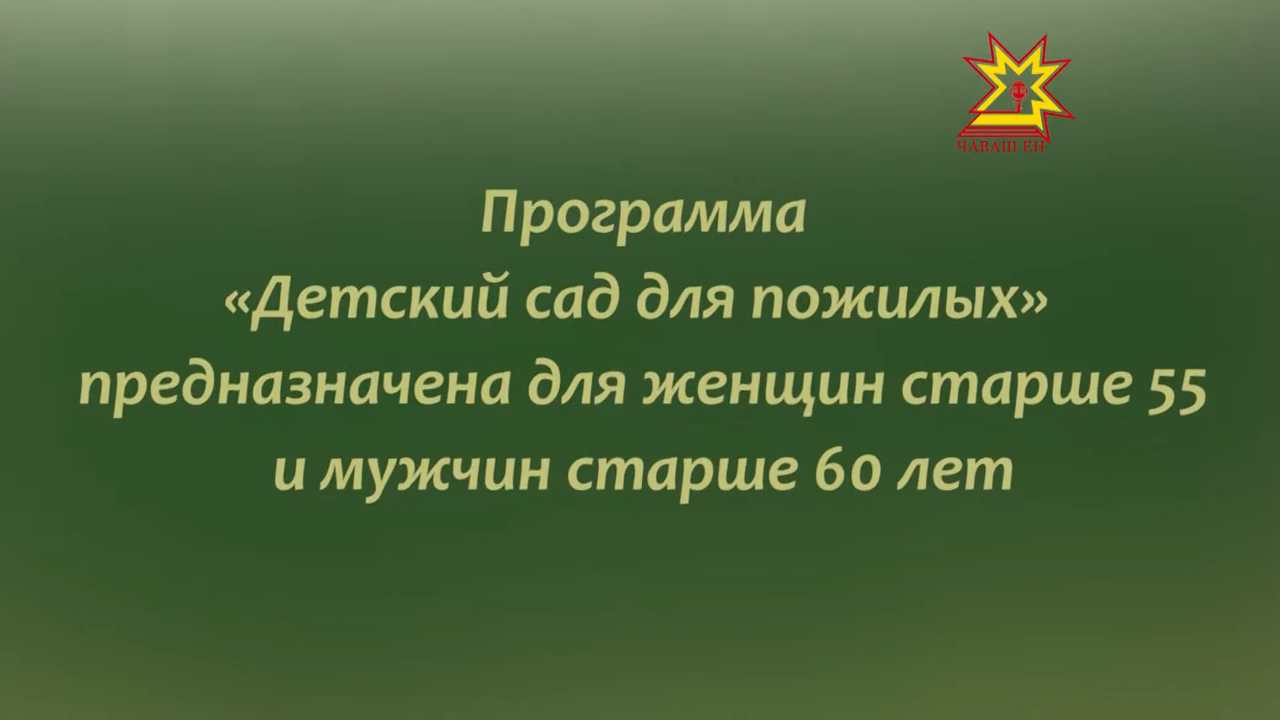 ЧАВАШ ЕН
Программа
«Детский сад для пожилых»
предназначена для женщин старше 55
и мужчин старше 60 лет